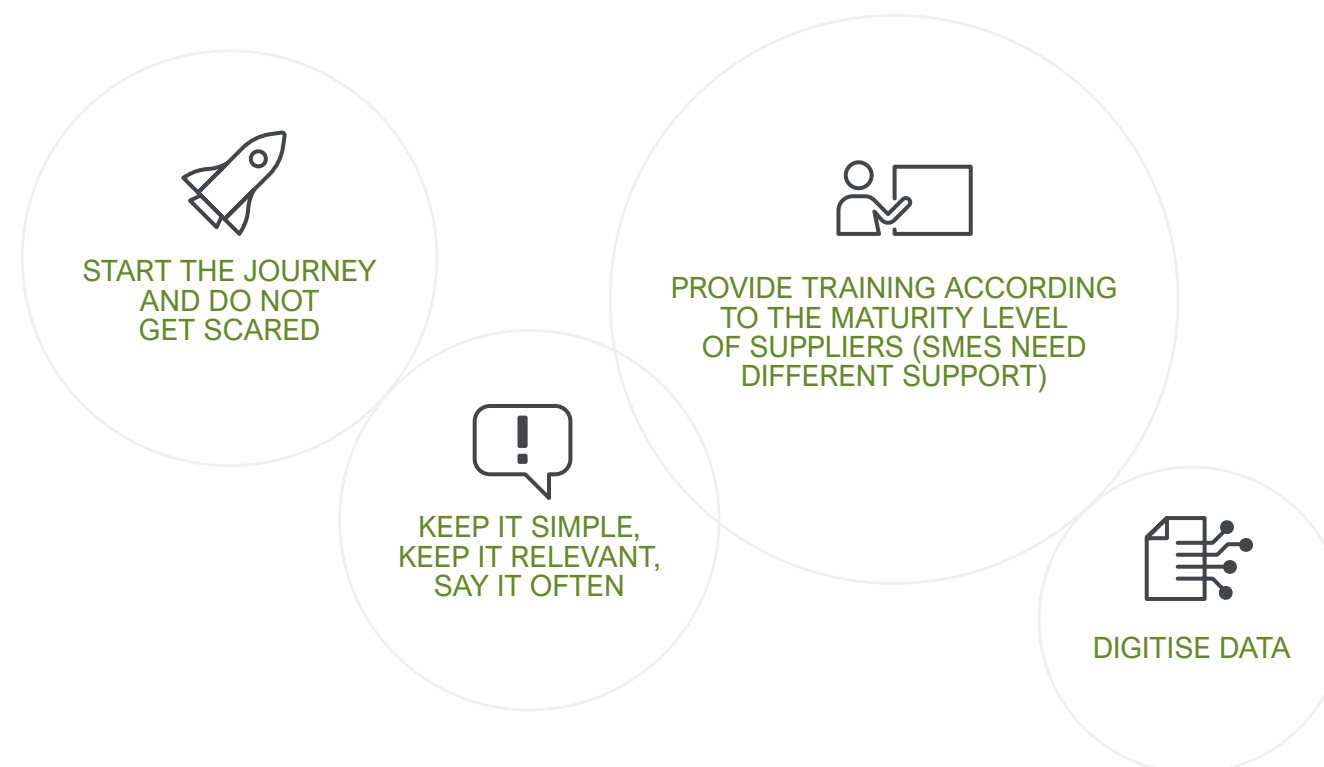 START THE JOURNEY
AND DO NOT
GET SCARED
KEEP IT SIMPLE,
KEEP IT RELEVANT,
SAY IT OFTEN
PROVIDE TRAINING ACCORDING
TO THE MATURITY LEVEL
OF SUPPLIERS (SMES NEED
DIFFERENT SUPPORT)
DIGITISE DATA